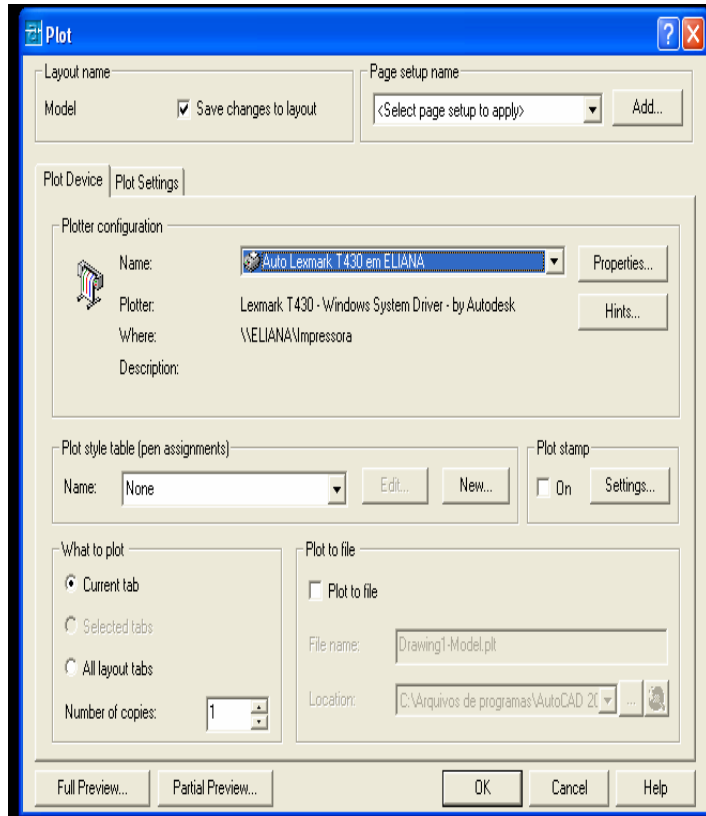 Plot
Layout name
Model
Save changes to layout
Page setup name
<Select page setup to apply>
Add...
Plot Device
Plot Settings
Plotter configuration
Name:
Auto Lexmark T430 em ELIANA
Properties...
Plotter:
Lexmark T430 - Windows System Driver - by Autodesk
Hints...
Where:
\\ELIANA\Impressora
Description:
Plot style table (pen assignments)
Name:
None
Edit...
New...
Plot stamp
On
Settings...
What to plot
Current tab
Selected tabs
All layout tabs
Number of copies:
1
Plot to file
Plot to file
File name:
Drawing1-Model.plt
Location:
C:\Arquivos de programas\AutoCAD 20
...
Full Preview...
Partial Preview...
OK
Cancel
Help